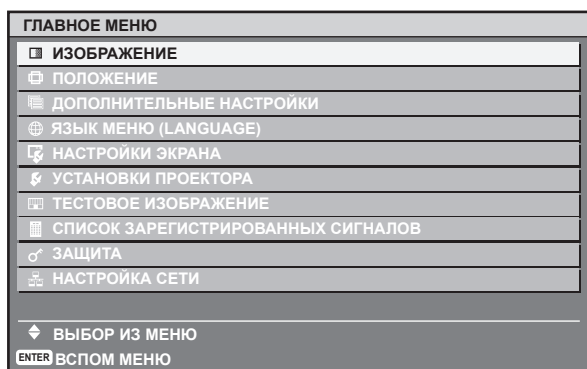 ГЛАВНОЕ МЕНЮ
ИЗОБРАЖЕНИЕ
ПОЛОЖЕНИЕ
ДОПОЛНИТЕЛЬНЫЕ НАСТРОЙКИ
ЯЗЫК МЕНЮ (LANGUAGE)
НАСТРОЙКИ ЭКРАНА
УСТАНОВКИ ПРОЕКТОРА
ТЕСТОВОЕ ИЗОБРАЖЕНИЕ
СПИСОК ЗАРЕГИСТРИРОВАННЫХ СИГНАЛОВ
ЗАЩИТА
НАСТРОЙКА СЕТИ
ВЫБОР ИЗ МЕНЮ
ENTER ВСПОМ МЕНЮ